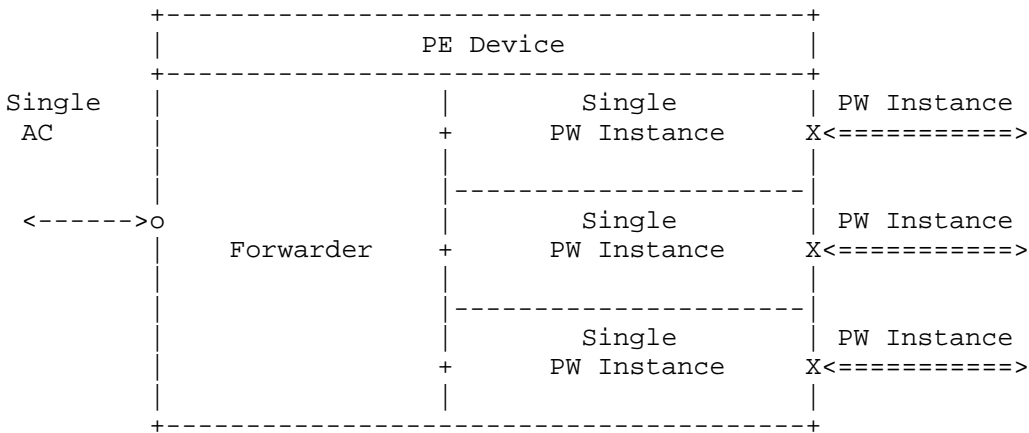 PE Device
Single Single PW Instance
AC PW Instance
Single PW Instance
Forwarder PW Instance
Single PW Instance
PW Instance